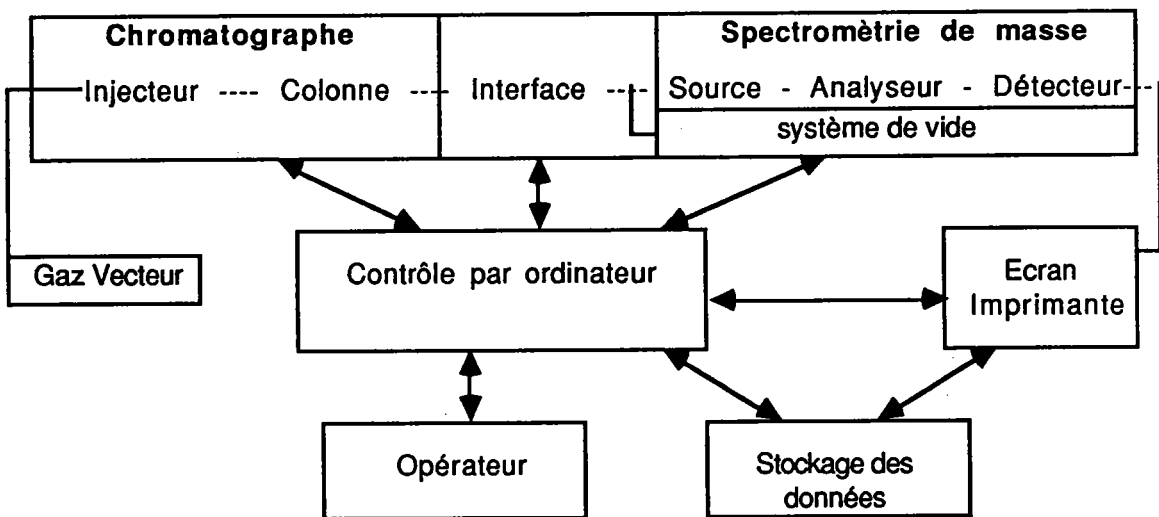 Chromatographe
Spectromètrie de masse
Injecteur ---- Colonne ---- Interface ---- Source - Analyseur - Détecteur---
système de vide
Gaz Vecteur
Contrôle par ordinateur
Ecran
Imprimante
Opérateur
Stockage des
données